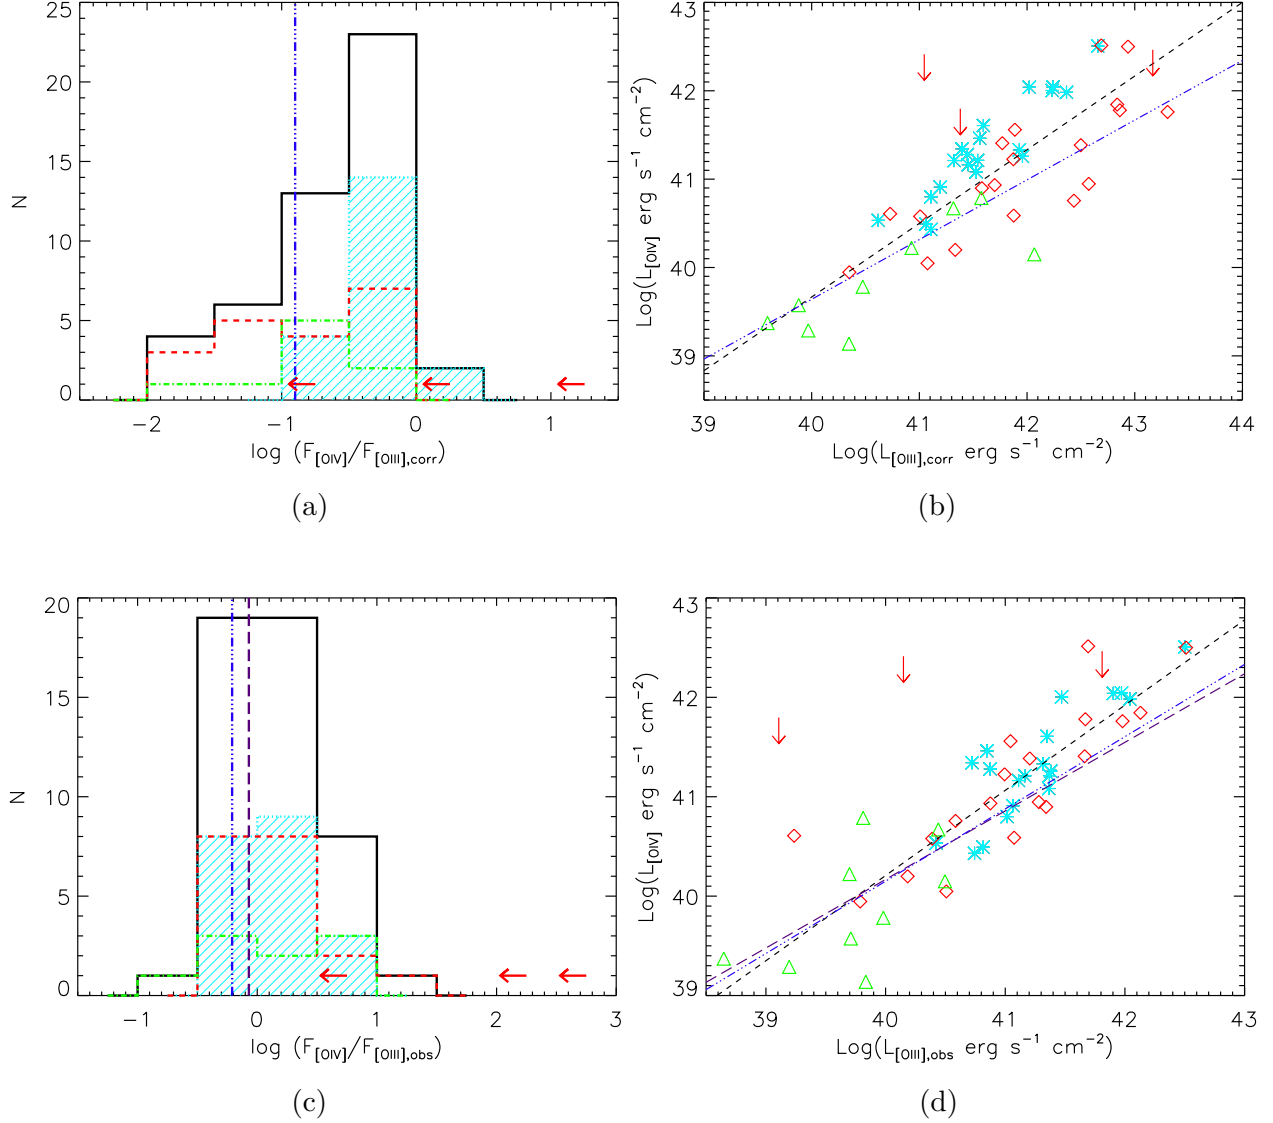 25
20
15
10
5
0
N
−2 −1 0 1
log (F[OIV]/F[OIII],corr)
(a)
43
42
41
40
39
Log(L[OIV] erg s−1 cm−2)
39 40 41 42 43 44
Log(L[OIII],corr erg s−1 cm−2)
(b)
20
15
10
5
0
N
−1 0 1 2 3
log (F[OIV]/F[OIII],obs)
(c)
43
42
41
40
39
Log(L[OIV] erg s−1 cm−2)
39 40 41 42 43
Log(L[OIII],obs erg s−1 cm−2)
(d)